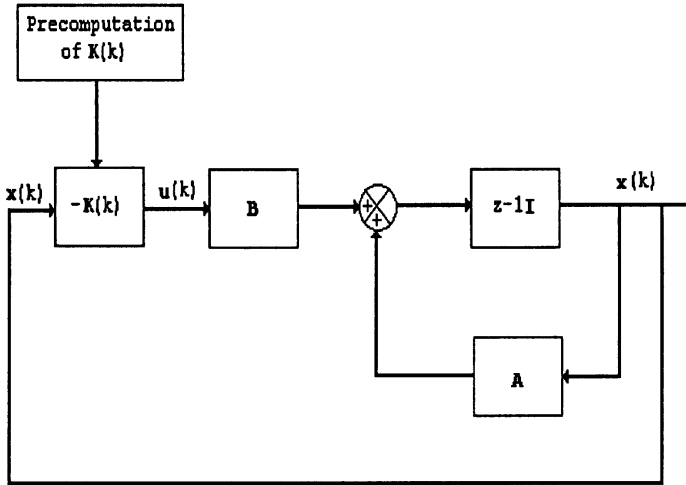 Precomputation
of K(k)
x(k)
-K(k)
u(k)
B
+
+
z-1I
x(k)
A